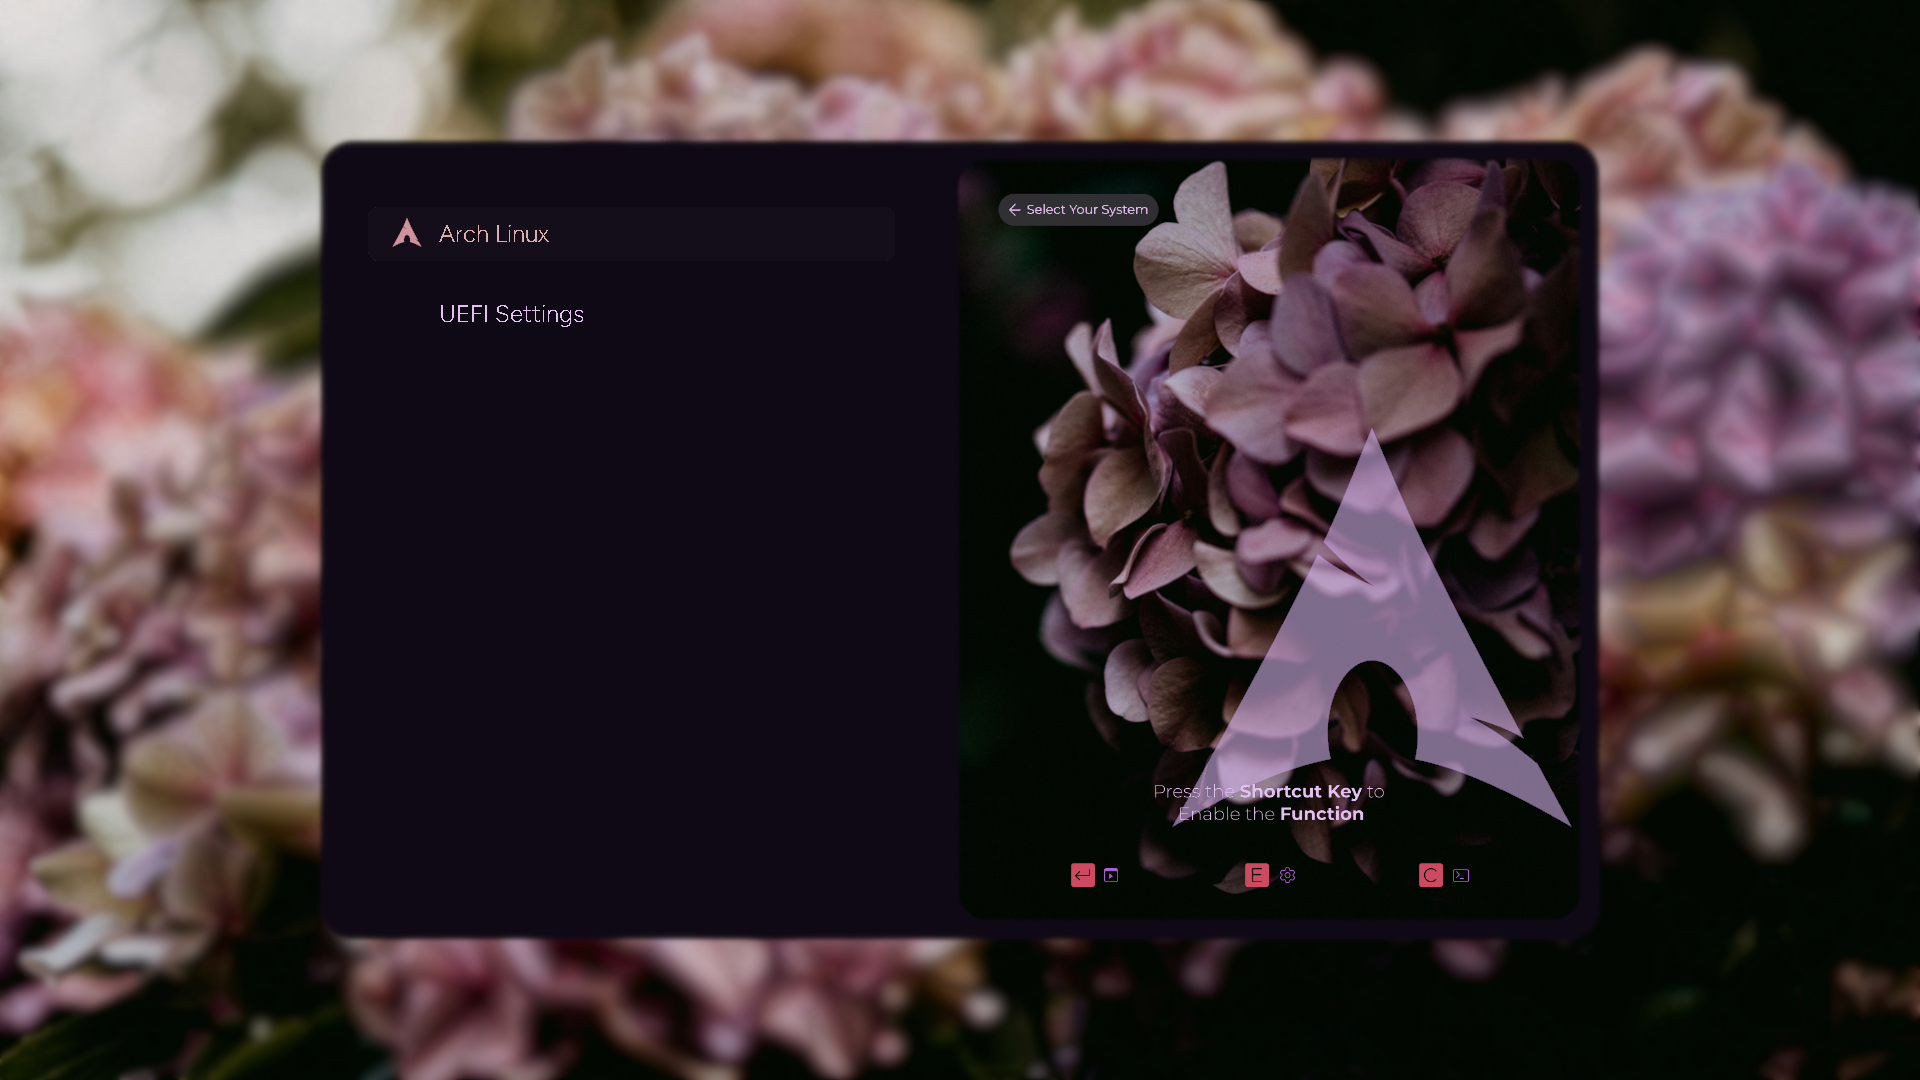 Arch Linux
UEFI Settings
← Select Your System
Press the Shortcut Key to
Enable the Function
E
C